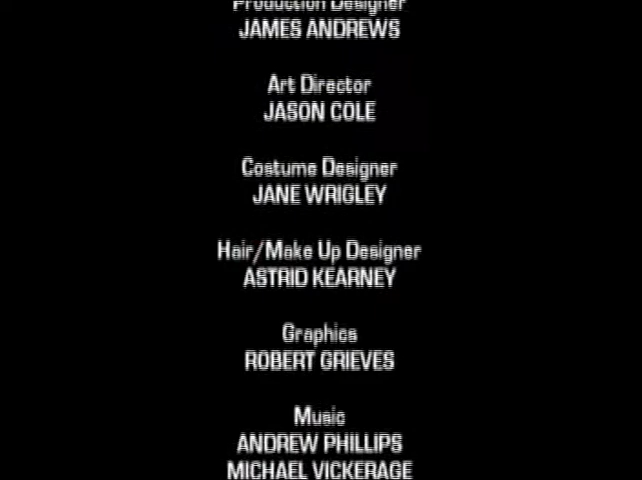 Production Designer
JAMES ANDREWS
Art Director
JASON COLE
Costume Designer
JANE WRIGLEY
Hair/Make Up Designer
ASTRID KEARNEY
Graphics
ROBERT GRIEVES
Music
ANDREW PHILLIPS
MICHAEL VICKERAGE